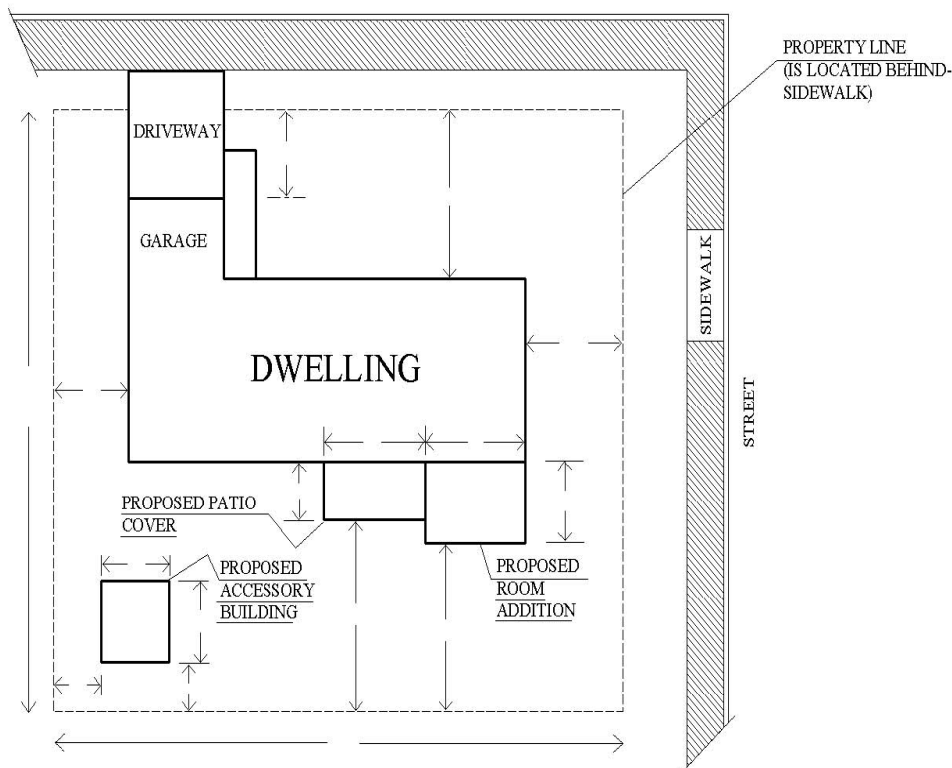 PROPERTY LINE
(IS LOCATED BEHIND-
SIDEWALK)
DRIVEWAY
GARAGE
SIDEWALK
DWELLING
STREET
PROPOSED PATIO
COVER
PROPOSED
ACCESSORY
BUILDING
PROPOSED
ROOM
ADDITION